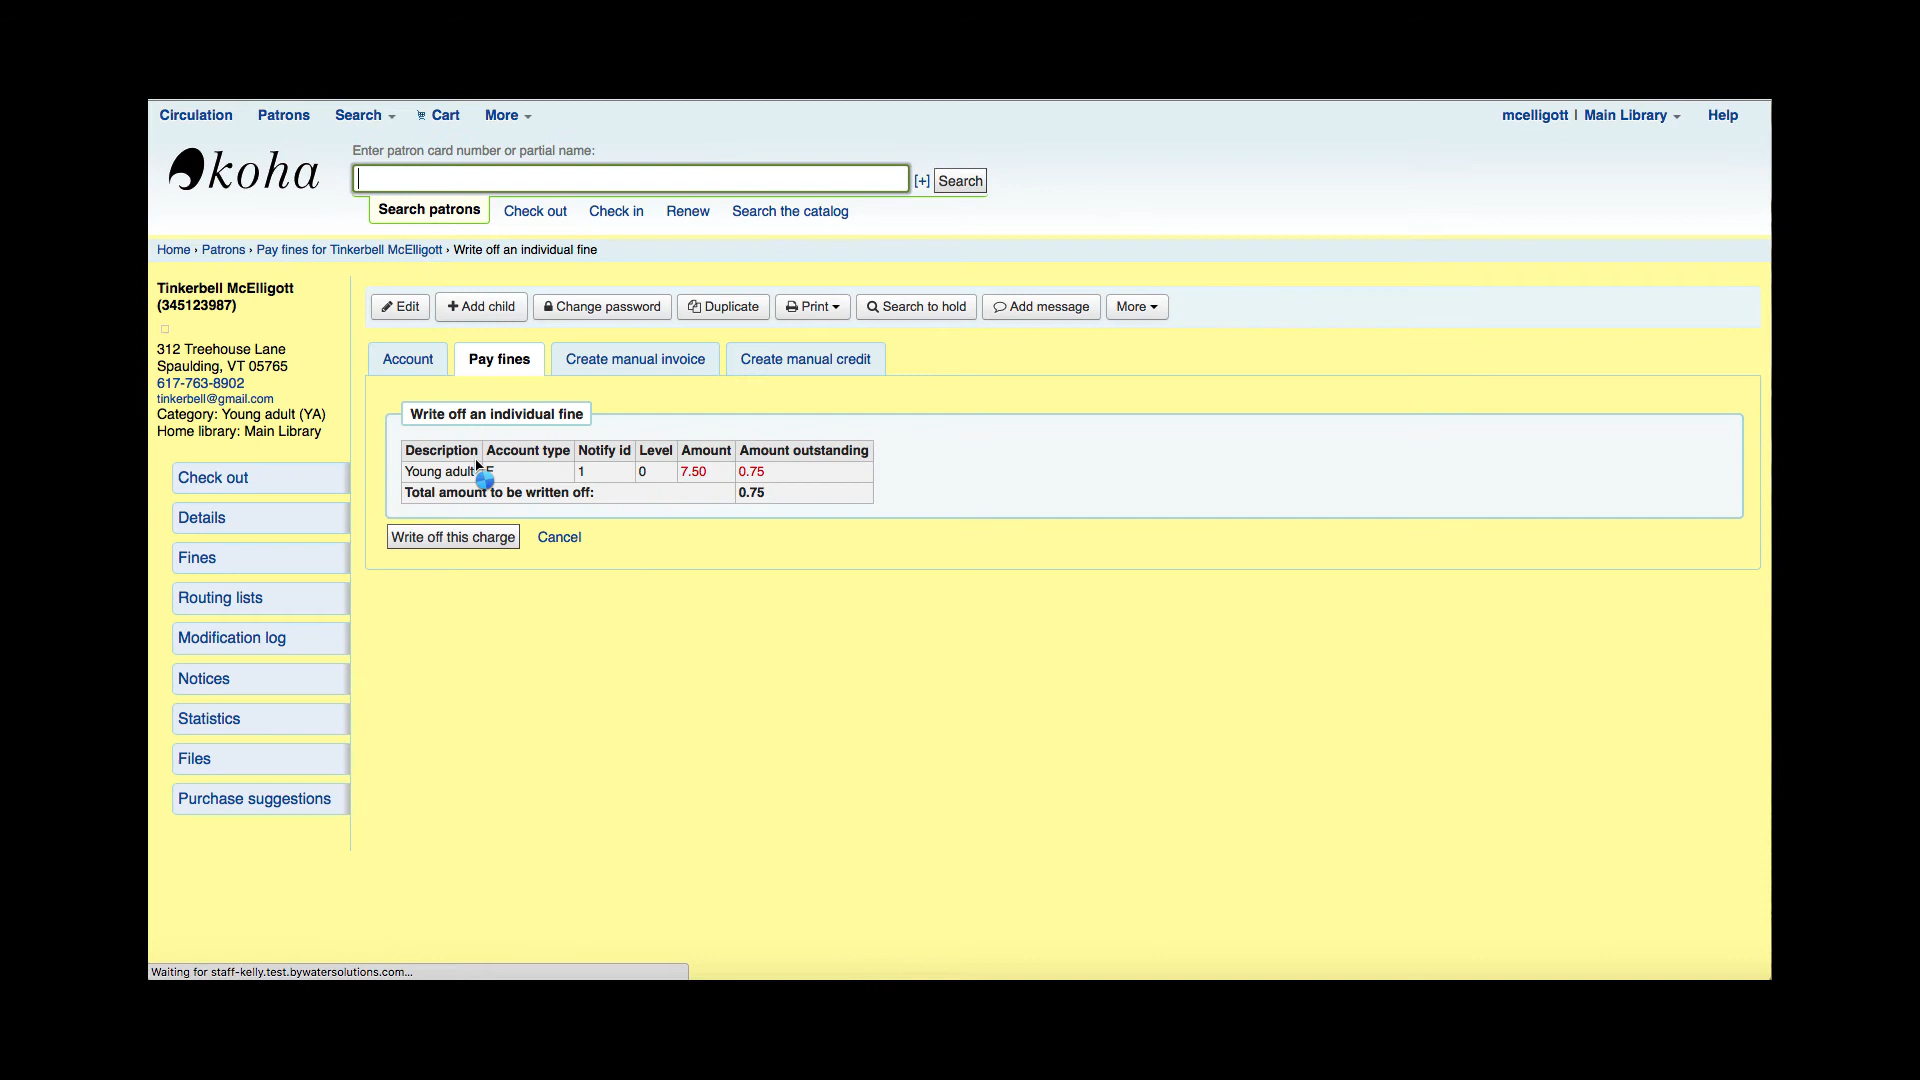 Circulation Patrons Search Cart More mcelligott | Main Library Help
Enter patron card number or partial name:
koha
[+] Search
Search patrons Check out Check in Renew Search the catalog
Home › Patrons › Pay fines for Tinkerbell McElligott › Write off an individual fine
Tinkerbell McElligott
(345123987)
312 Treehouse Lane
Spaulding, VT 05765
617-763-8902
tinkerbell@gmail.com
Category: Young adult (YA)
Home library: Main Library
Check out
Details
Fines
Routing lists
Modification log
Notices
Statistics
Files
Purchase suggestions
Edit Add child Change password Duplicate Print Search to hold Add message More
Account Pay fines Create manual invoice Create manual credit
Write off an individual fine
Description Account type Notify id Level Amount Amount outstanding
Young adult 1 0 7.50 0.75
Total amount to be written off: 0.75
Write off this charge Cancel
Waiting for staff-kelly.test.bywatersolutions.com...